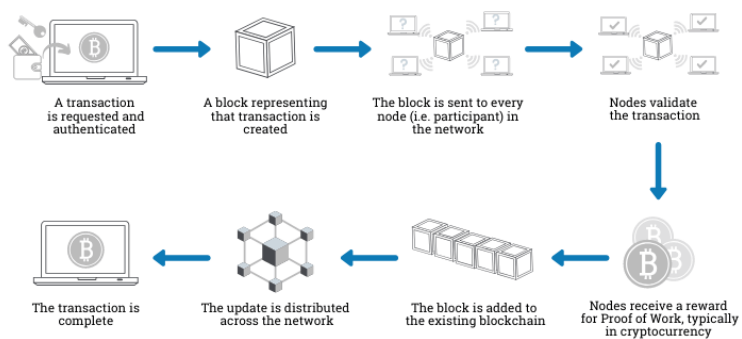 A transaction
is requested and
authenticated
A block representing
that transaction is
created
The block is sent to every
node (i.e. participant) in
the network
Nodes validate
the transaction
Nodes receive a reward
for Proof of Work, typically
in cryptocurrency
The block is added to
the existing blockchain
The update is distributed
across the network
The transaction is
complete